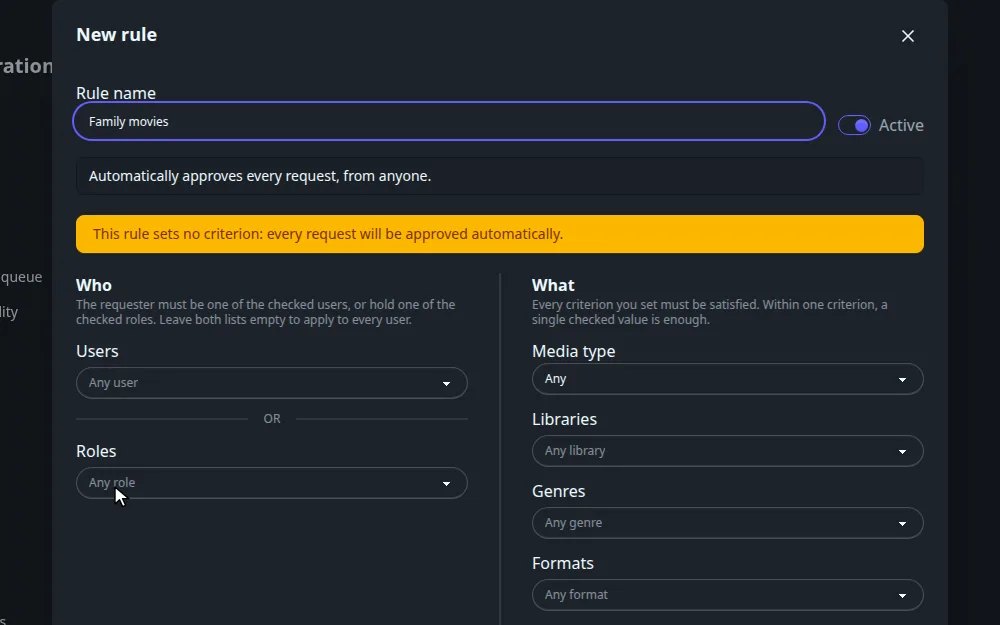 New rule
ration
Rule name
Family movies
Active
Automatically approves every request, from anyone.
This rule sets no criterion: every request will be approved automatically.
queue
lity
Who
The requester must be one of the checked users, or hold one of the
checked roles. Leave both lists empty to apply to every user.
Users
Any user
OR
Roles
Any role
What
Every criterion you set must be satisfied. Within one criterion, a
single checked value is enough.
Media type
Any
Libraries
Any library
Genres
Any genre
Formats
Any format
s